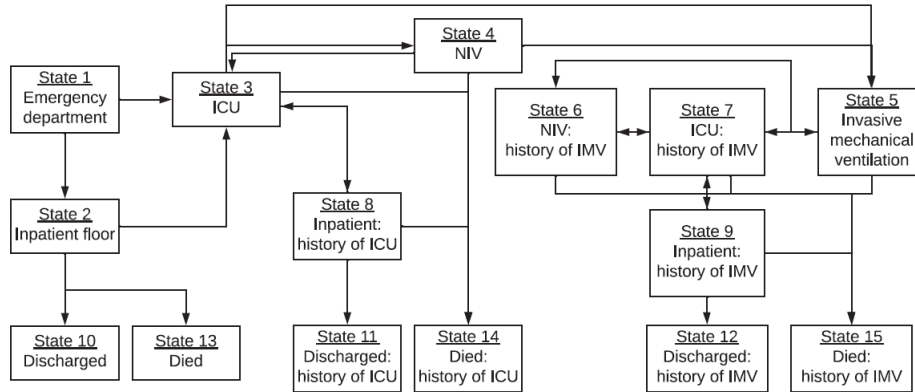 State 1
Emergency
department
State 2
Inpatient floor
State 3
ICU
State 4
NIV
State 5
Invasive
mechanical
ventilation
State 6
NIV:
history of IMV
State 7
ICU:
history of IMV
State 8
Inpatient:
history of ICU
State 9
Inpatient:
history of IMV
State 10
Discharged
State 13
Died
State 11
Discharged:
history of ICU
State 14
Died:
history of ICU
State 12
Discharged:
history of IMV
State 15
Died:
history of IMV